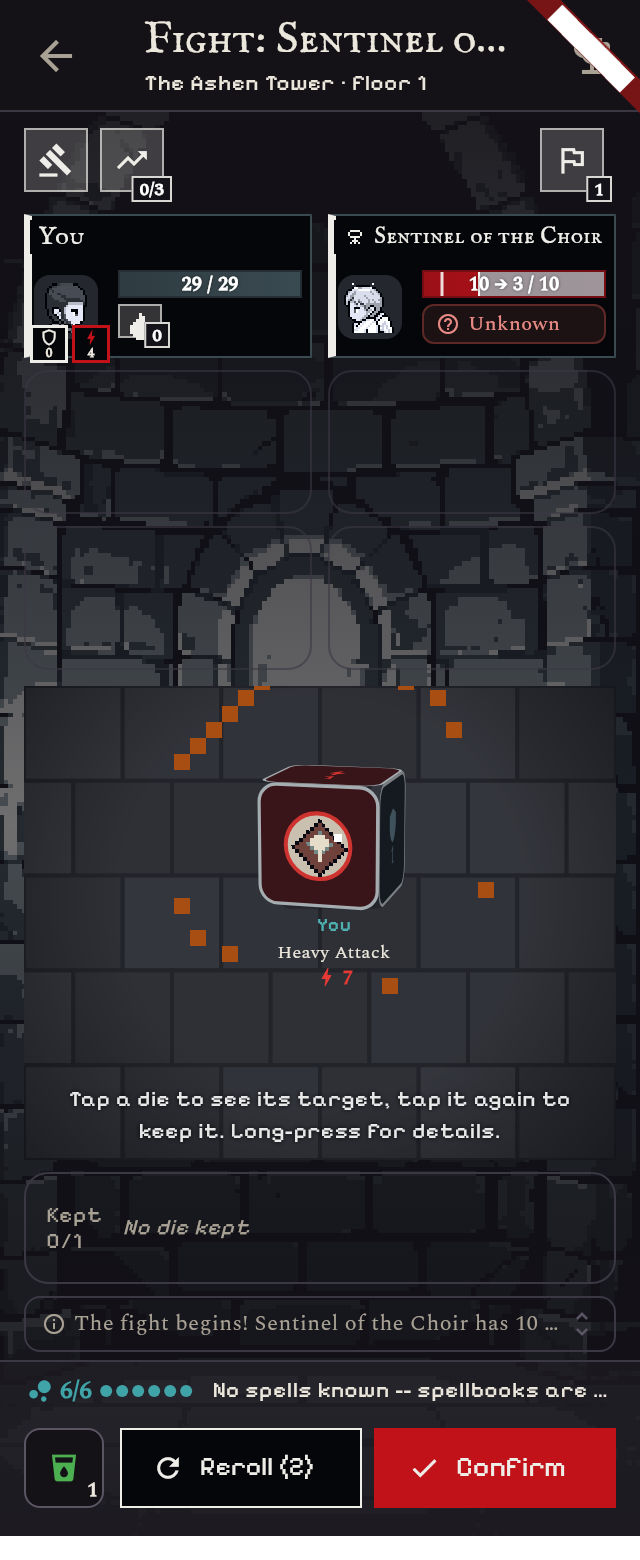 Fight: Sentinel o...
The Ashen Tower · Floor 1
0/3
1
You
29 / 29
0
0
4
Sentinel of the Choir
10 → 3 / 10
Unknown
You
Heavy Attack
7
Tap a die to see its target, tap it again to
keep it. Long-press for details.
Kept
0/1
No die kept
The fight begins! Sentinel of the Choir has 10 ...
6/6
No spells known -- spellbooks are ...
1
Reroll (2)
Confirm